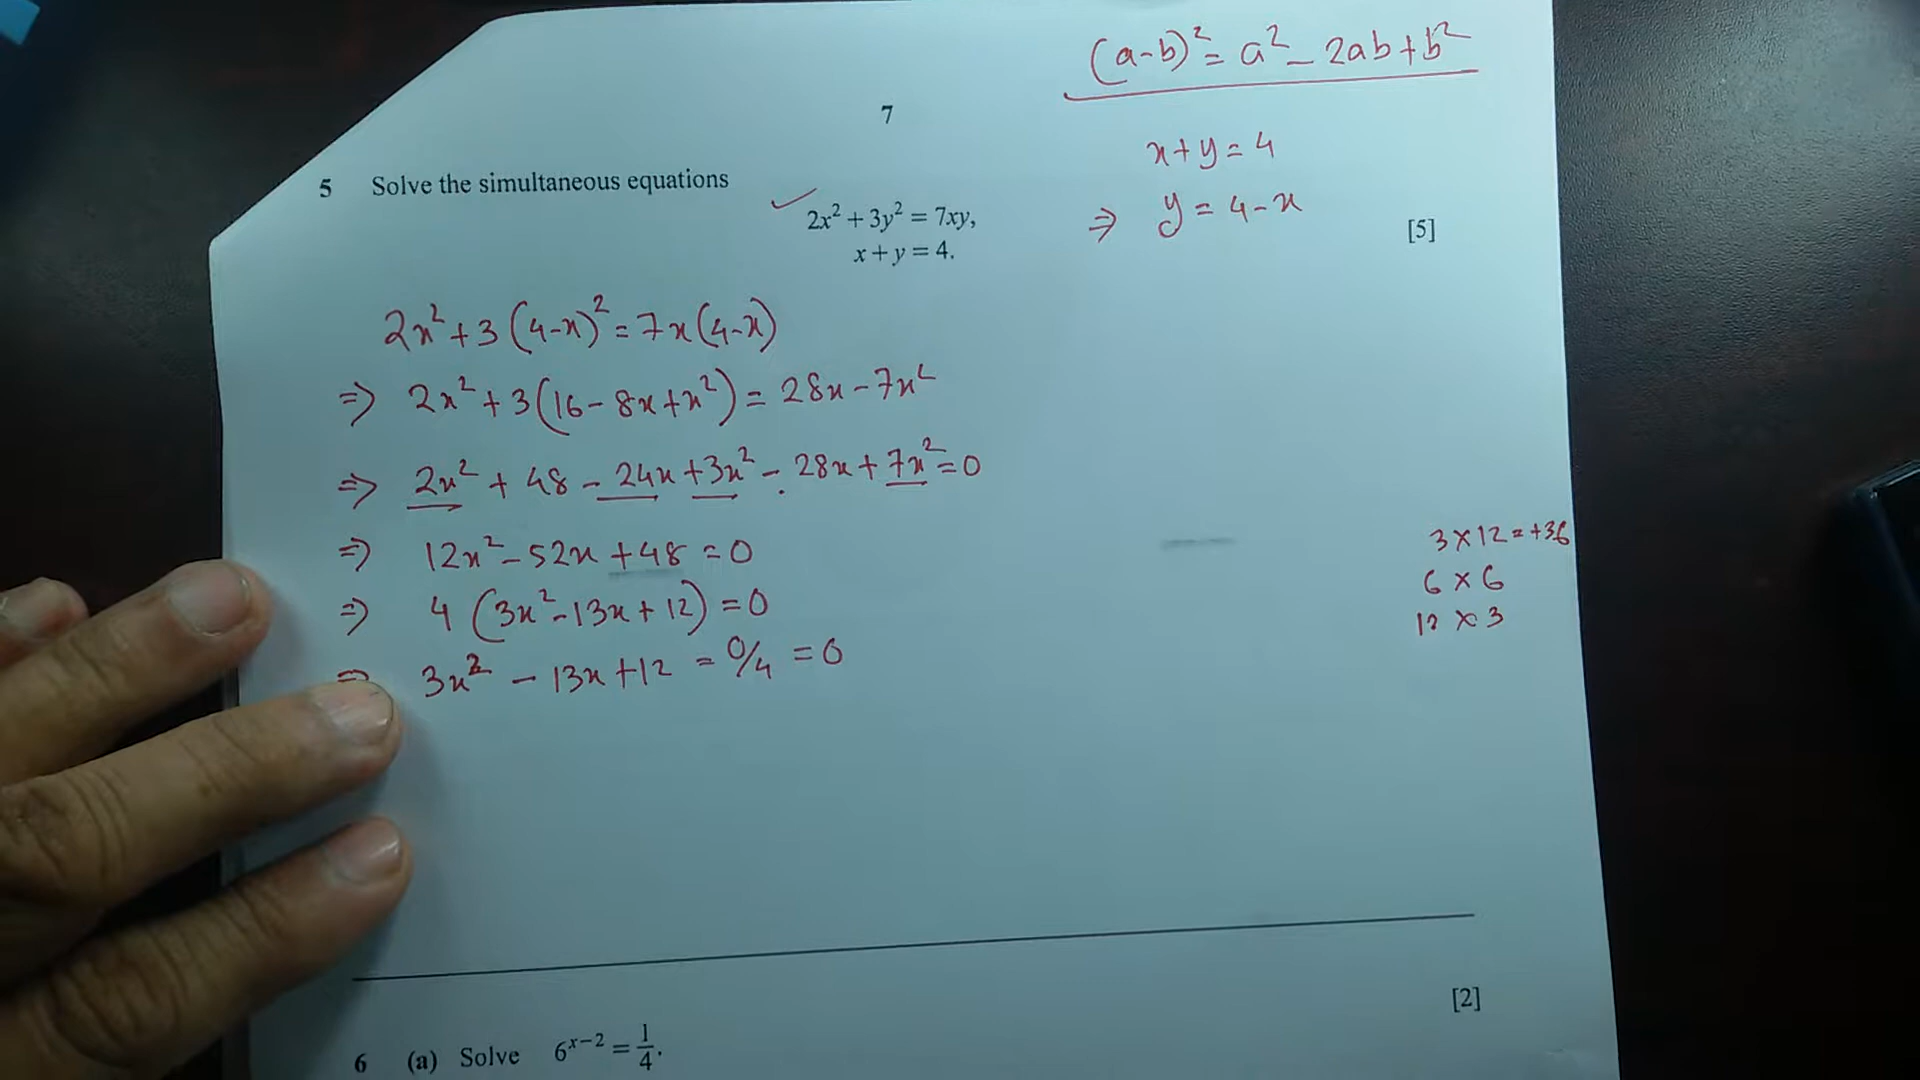 (a-b)² = a² - 2ab + b²
7
x + y = 4
5 Solve the simultaneous equations
2x² + 3y² = 7xy,
x + y = 4.
⇒ y = 4 - x
[5]
2x² + 3(4-x)² = 7x(4-x)
⇒ 2x² + 3(16 - 8x + x²) = 28x - 7x²
⇒ 2x² + 48 - 24x + 3x² - 28x + 7x² = 0
⇒ 12x² - 52x + 48 = 0
⇒ 4(3x² - 13x + 12) = 0
⇒ 3x² - 13x + 12 = 0/4 = 0
3 × 12 = +36
6 × 6
12 × 3
[2]
6 (a) Solve 6ˣ⁻² = 1/4.